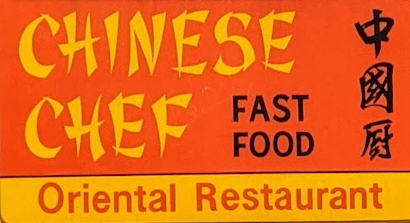 CHINESE
CHEF
FAST
FOOD
中國厨
Oriental Restaurant